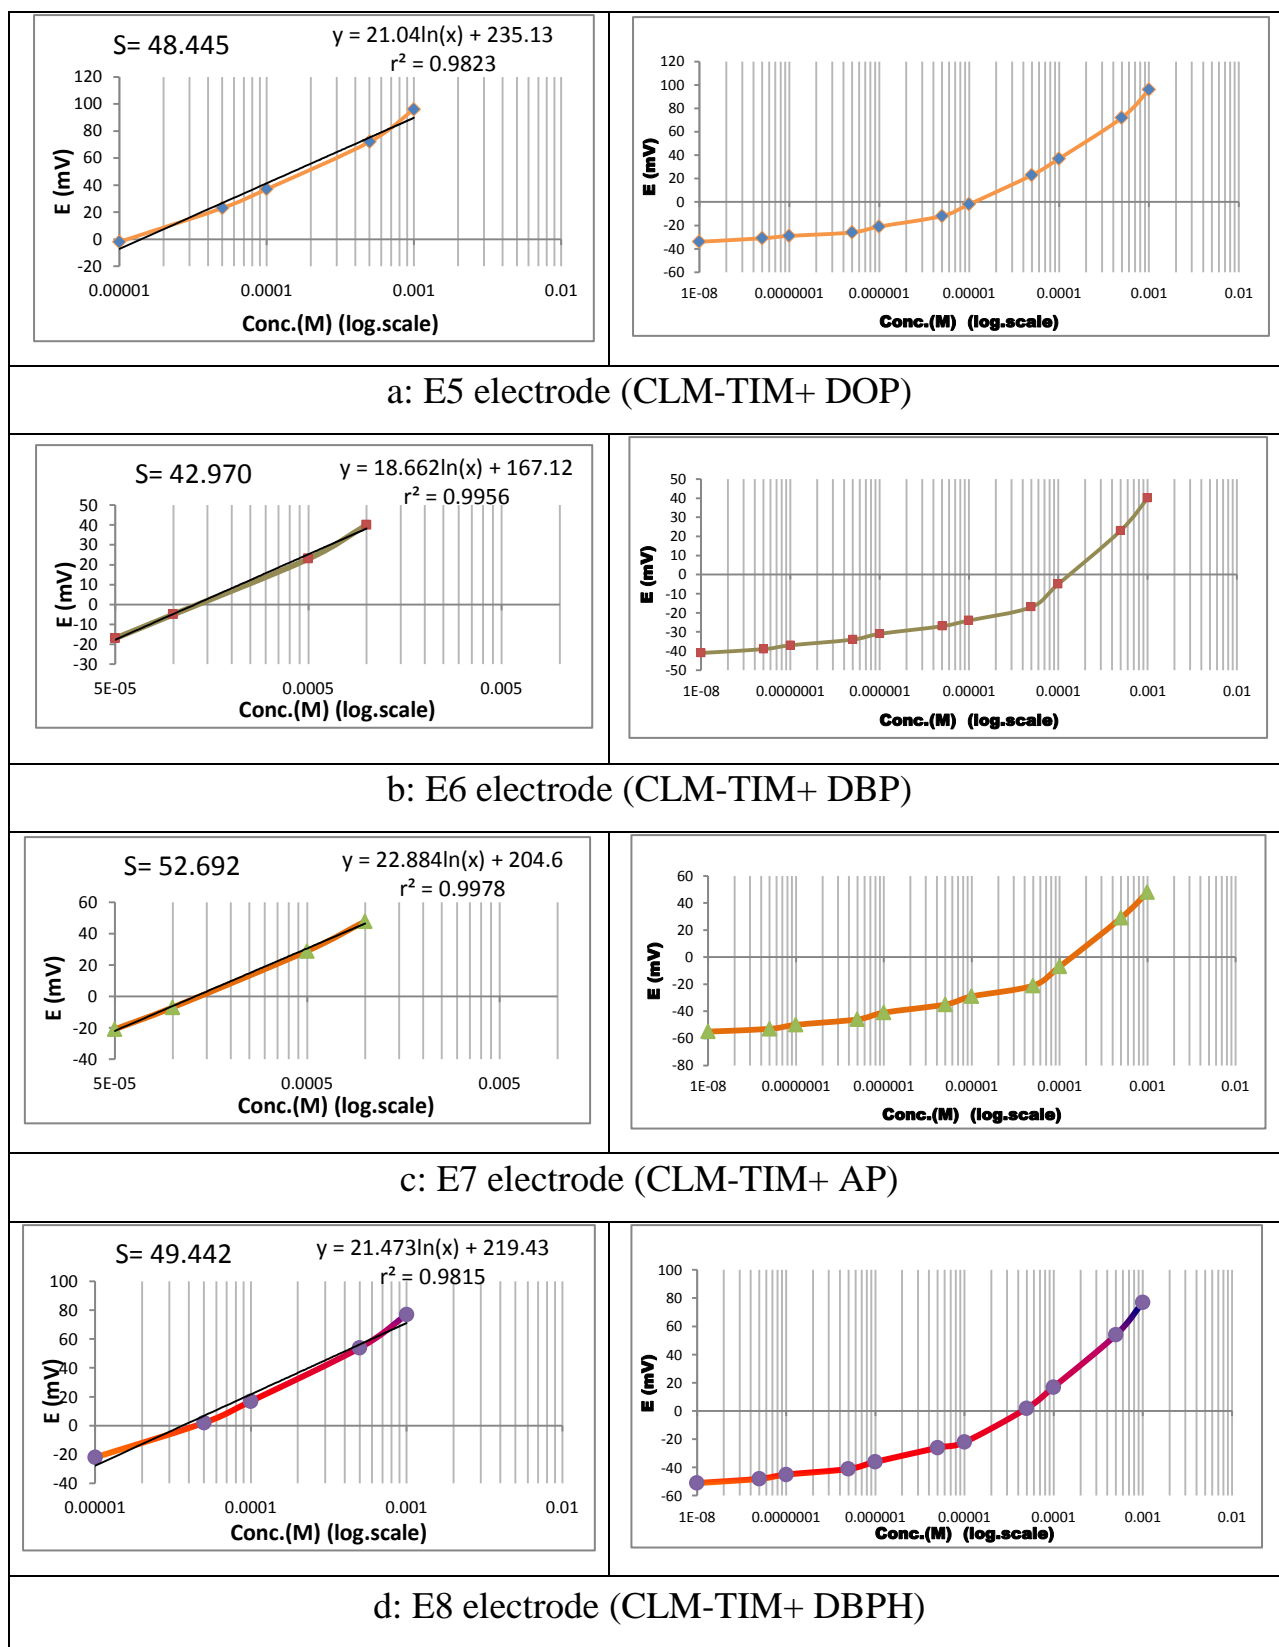 S= 48.445
y = 21.04ln(x) + 235.13
r² = 0.9823
120
100
80
60
40
20
0
-20
E (mV)
0.00001 0.0001 0.001 0.01
Conc.(M) (log.scale)
120
100
80
60
40
20
0
-20
-40
-60
E (mV)
1E-08 0.0000001 0.000001 0.00001 0.0001 0.001 0.01
Conc.(M) (log.scale)
a: E5 electrode (CLM-TIM+ DOP)
S= 42.970
y = 18.662ln(x) + 167.12
r² = 0.9956
50
40
30
20
10
0
-10
-20
-30
E (mV)
5E-05 0.0005 0.005
Conc.(M) (log.scale)
50
40
30
20
10
0
-10
-20
-30
-40
-50
E (mV)
1E-08 0.0000001 0.000001 0.00001 0.0001 0.001 0.01
Conc.(M) (log.scale)
b: E6 electrode (CLM-TIM+ DBP)
S= 52.692
y = 22.884ln(x) + 204.6
r² = 0.9978
60
40
20
0
-20
-40
E (mV)
5E-05 0.0005 0.005
Conc.(M) (log.scale)
60
40
20
0
-20
-40
-60
-80
E (mV)
1E-08 0.0000001 0.000001 0.00001 0.0001 0.001 0.01
Conc.(M) (log.scale)
c: E7 electrode (CLM-TIM+ AP)
S= 49.442
y = 21.473ln(x) + 219.43
r² = 0.9815
100
80
60
40
20
0
-20
-40
E (mV)
0.00001 0.0001 0.001 0.01
Conc.(M) (log.scale)
100
80
60
40
20
0
-20
-40
-60
E (mV)
1E-08 0.0000001 0.000001 0.00001 0.0001 0.001 0.01
Conc.(M) (log.scale)
d: E8 electrode (CLM-TIM+ DBPH)